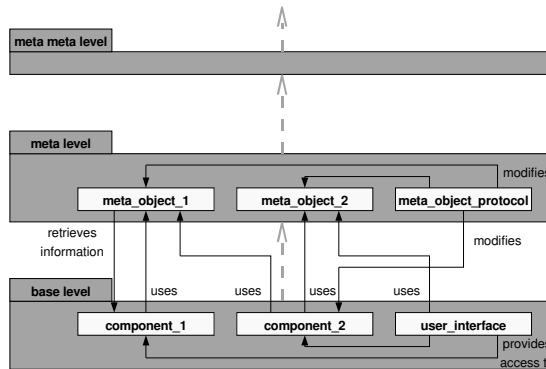 meta meta level
meta level
modifies
meta_object_1
meta_object_2
meta_object_protocol
retrieves
information
modifies
base level
uses
uses
uses
uses
component_1
component_2
user_interface
provides
access t